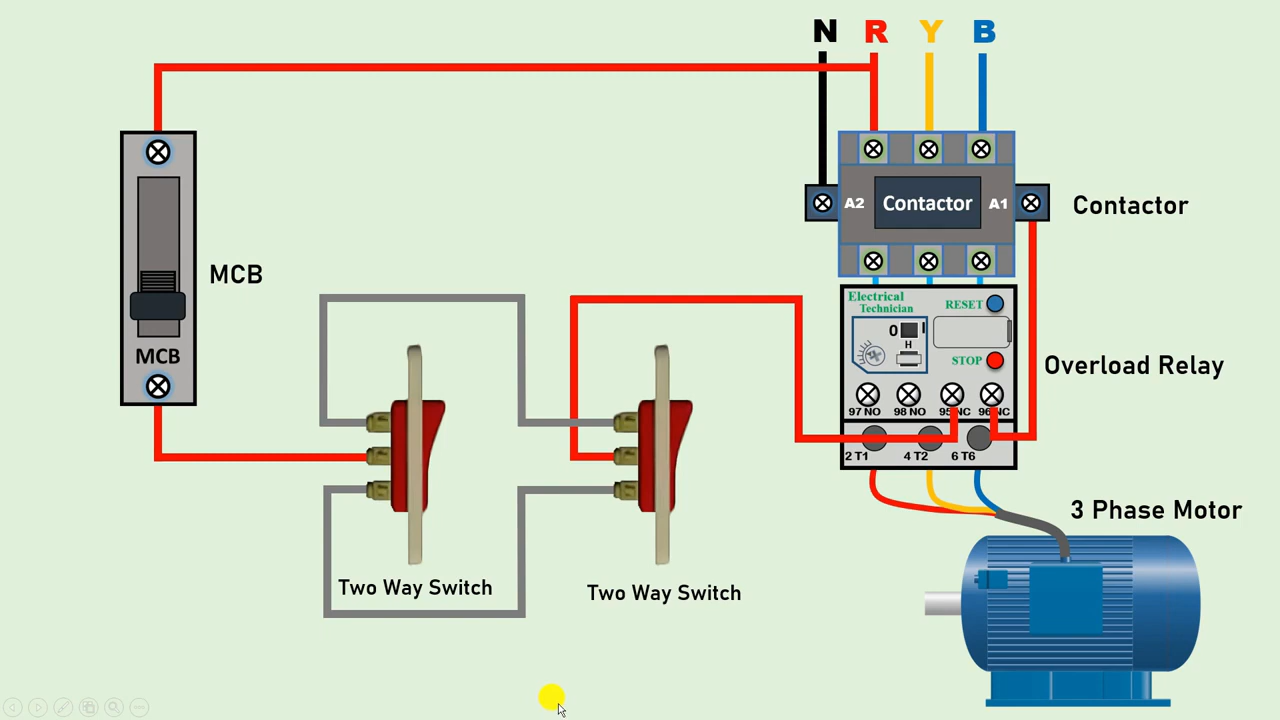 N R Y B
A2 Contactor A1
Contactor
MCB
MCB
Electrical
Technician
RESET
0 I
H
STOP
Overload Relay
97 NO 98 NO 95 NC 96 NC
2 T1 4 T2 6 T6
3 Phase Motor
Two Way Switch
Two Way Switch